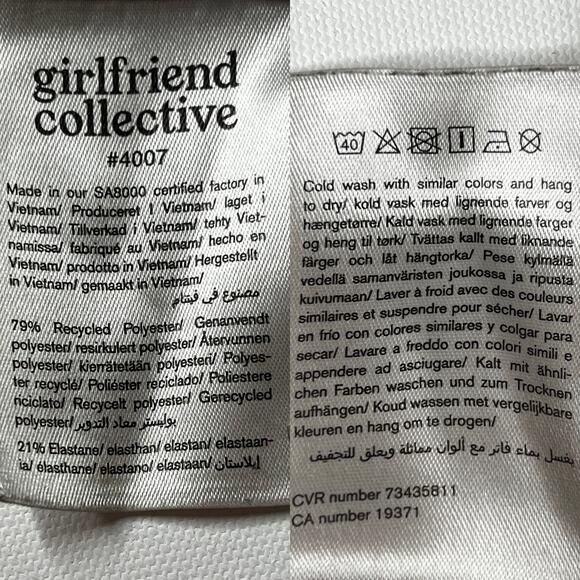 girlfriend
collective
#4007
Made in our SA8000 certified factory in
Vietnam/ Produceret I Vietnam/ laget i
Vietnam/ Tillverkad i Vietnam/ tehty Viet-
namissa/ fabriqué au Vietnam/ hecho en
Vietnam/ prodotto in Vietnam/ Hergestellt
in Vietnam/ gemaakt in Vietnam/
مصنوع في فيتنام
79% Recycled Polyester/ Genanvendt
polyester/ resirkulert polyester/ Återvunnen
polyester/ kierrätetään polyesteri/ Polyes-
ter recyclé/ Poliéster reciclado/ Poliestere
riciclato/ Recycelt polyester/ Gerecycled
polyester/ بوليستر معاد التدوير
21% Elastane/ elasthan/ elastan/ elastaan-
ia/ élasthane/ elastano/ elastaan/ إيلاستان
40
Cold wash with similar colors and hang
to dry/ kold vask med lignende farver og
hængetørre/ Kald vask med lignende farger
og heng til tørk/ Tvättas kallt med liknande
färger och låt hängtorka/ Pese kylmältä
vedellä samanväristen joukossa ja ripusta
kuivumaan/ Laver à froid avec des couleurs
similaires et suspendre pour sécher/ Lavar
en frío con colores similares y colgar para
secar/ Lavare a freddo con colori simili e
appendere ad asciugare/ Kalt mit ähnli-
chen Farben waschen und zum Trocknen
aufhängen/ Koud wassen met vergelijkbare
kleuren en hang om te drogen/
يغسل بماء فاتر مع ألوان مماثلة ويعلق للتجفيف
CVR number 73435811
CA number 19371